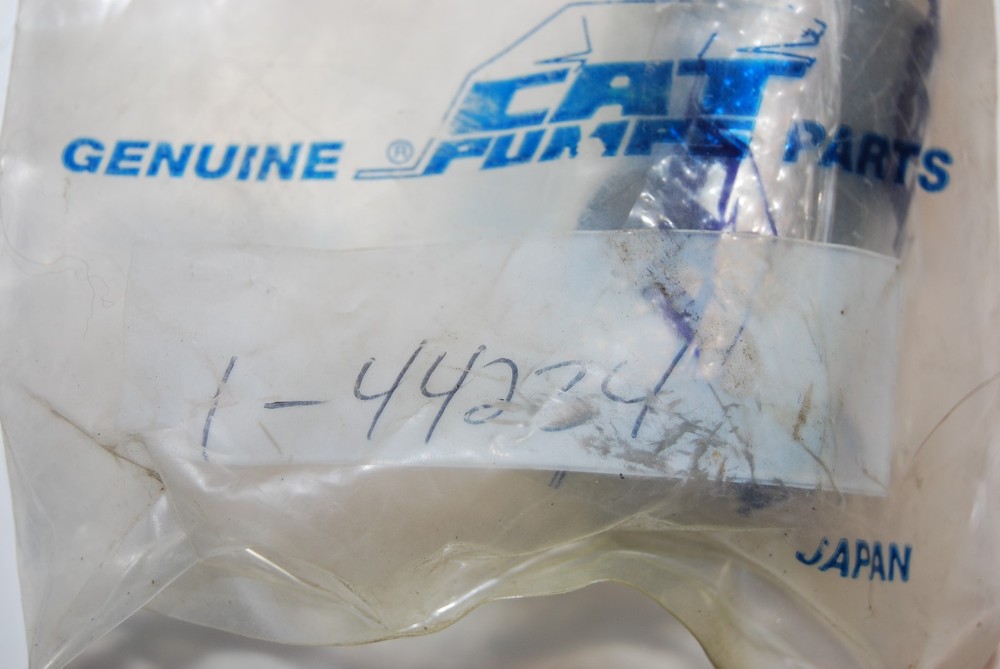 CAT
GENUINE ® PUMPS PARTS
1-44234
JAPAN